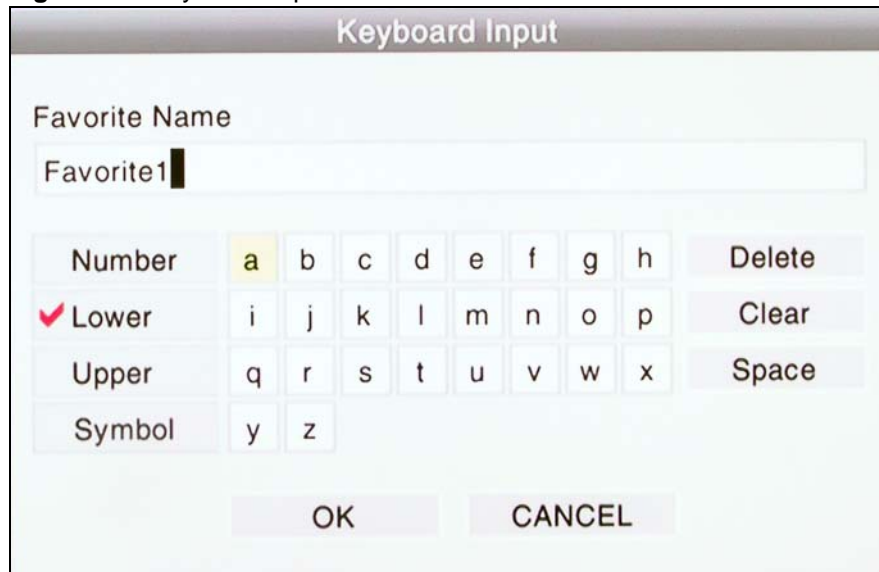 Keyboard Input
Favorite Name
Favorite1
Number a b c d e f g h Delete
Lower i j k l m n o p Clear
Upper q r s t u v w x Space
Symbol y z
OK CANCEL